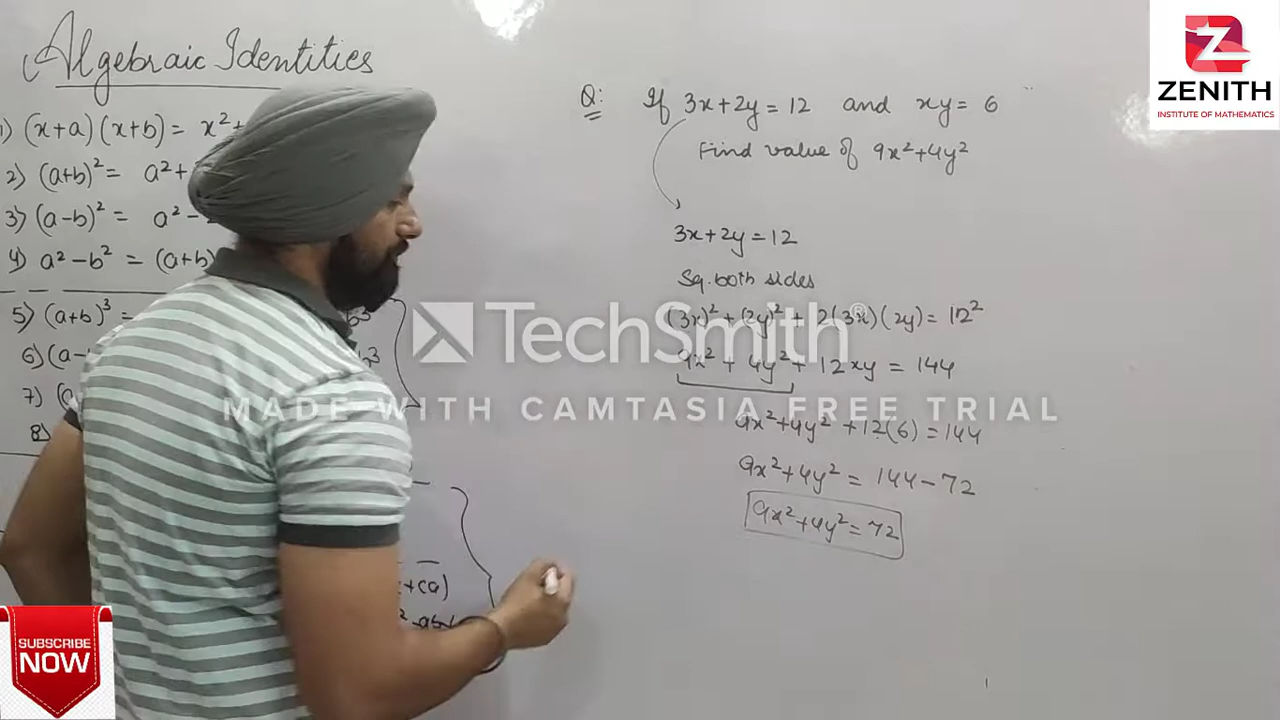 Algebraic Identities
1) (x+a)(x+b) = x²+
2) (a+b)² = a²+
3) (a-b)² = a² -
4) a² - b² = (a+b)
5) (a+b)³ =
b³
6) (a-
b³
7) (a
8)
+ca)
Q: If 3x+2y = 12 and xy = 6
Find value of 9x²+4y²
3x+2y = 12
Sq. both sides
(3x)² + (2y)² + 2(3x)(2y) = 12²
9x² + 4y² + 12xy = 144
9x²+4y² + 12(6) = 144
9x²+4y² = 144 - 72
9x²+4y² = 72
Z
ZENITH
INSTITUTE OF MATHEMATICS
TechSmith®
MADE WITH CAMTASIA FREE TRIAL
SUBSCRIBE
NOW